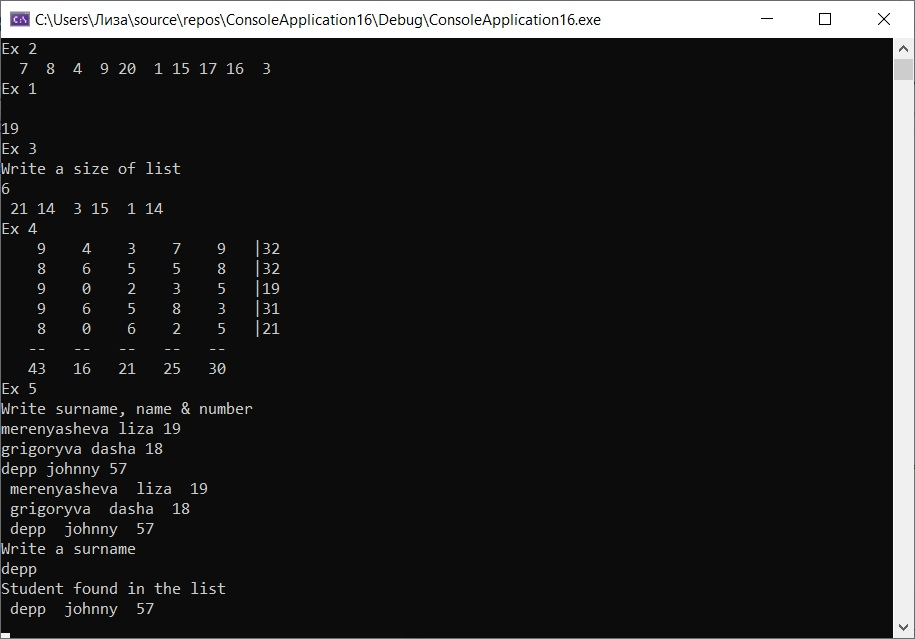 C:\Users\Лиза\source\repos\ConsoleApplication16\Debug\ConsoleApplication16.exe
Ex 2
  7  8  4  9 20  1 15 17 16  3
Ex 1

19
Ex 3
Write a size of list
6
 21 14  3 15  1 14
Ex 4
    9    4    3    7    9   |32
    8    6    5    5    8   |32
    9    0    2    3    5   |19
    9    6    5    8    3   |31
    8    0    6    2    5   |21
   --   --   --   --   --
   43   16   21   25   30
Ex 5
Write surname, name & number
merenyasheva liza 19
grigoryva dasha 18
depp johnny 57
 merenyasheva  liza  19
 grigoryva  dasha  18
 depp  johnny  57
Write a surname
depp
Student found in the list
 depp  johnny  57